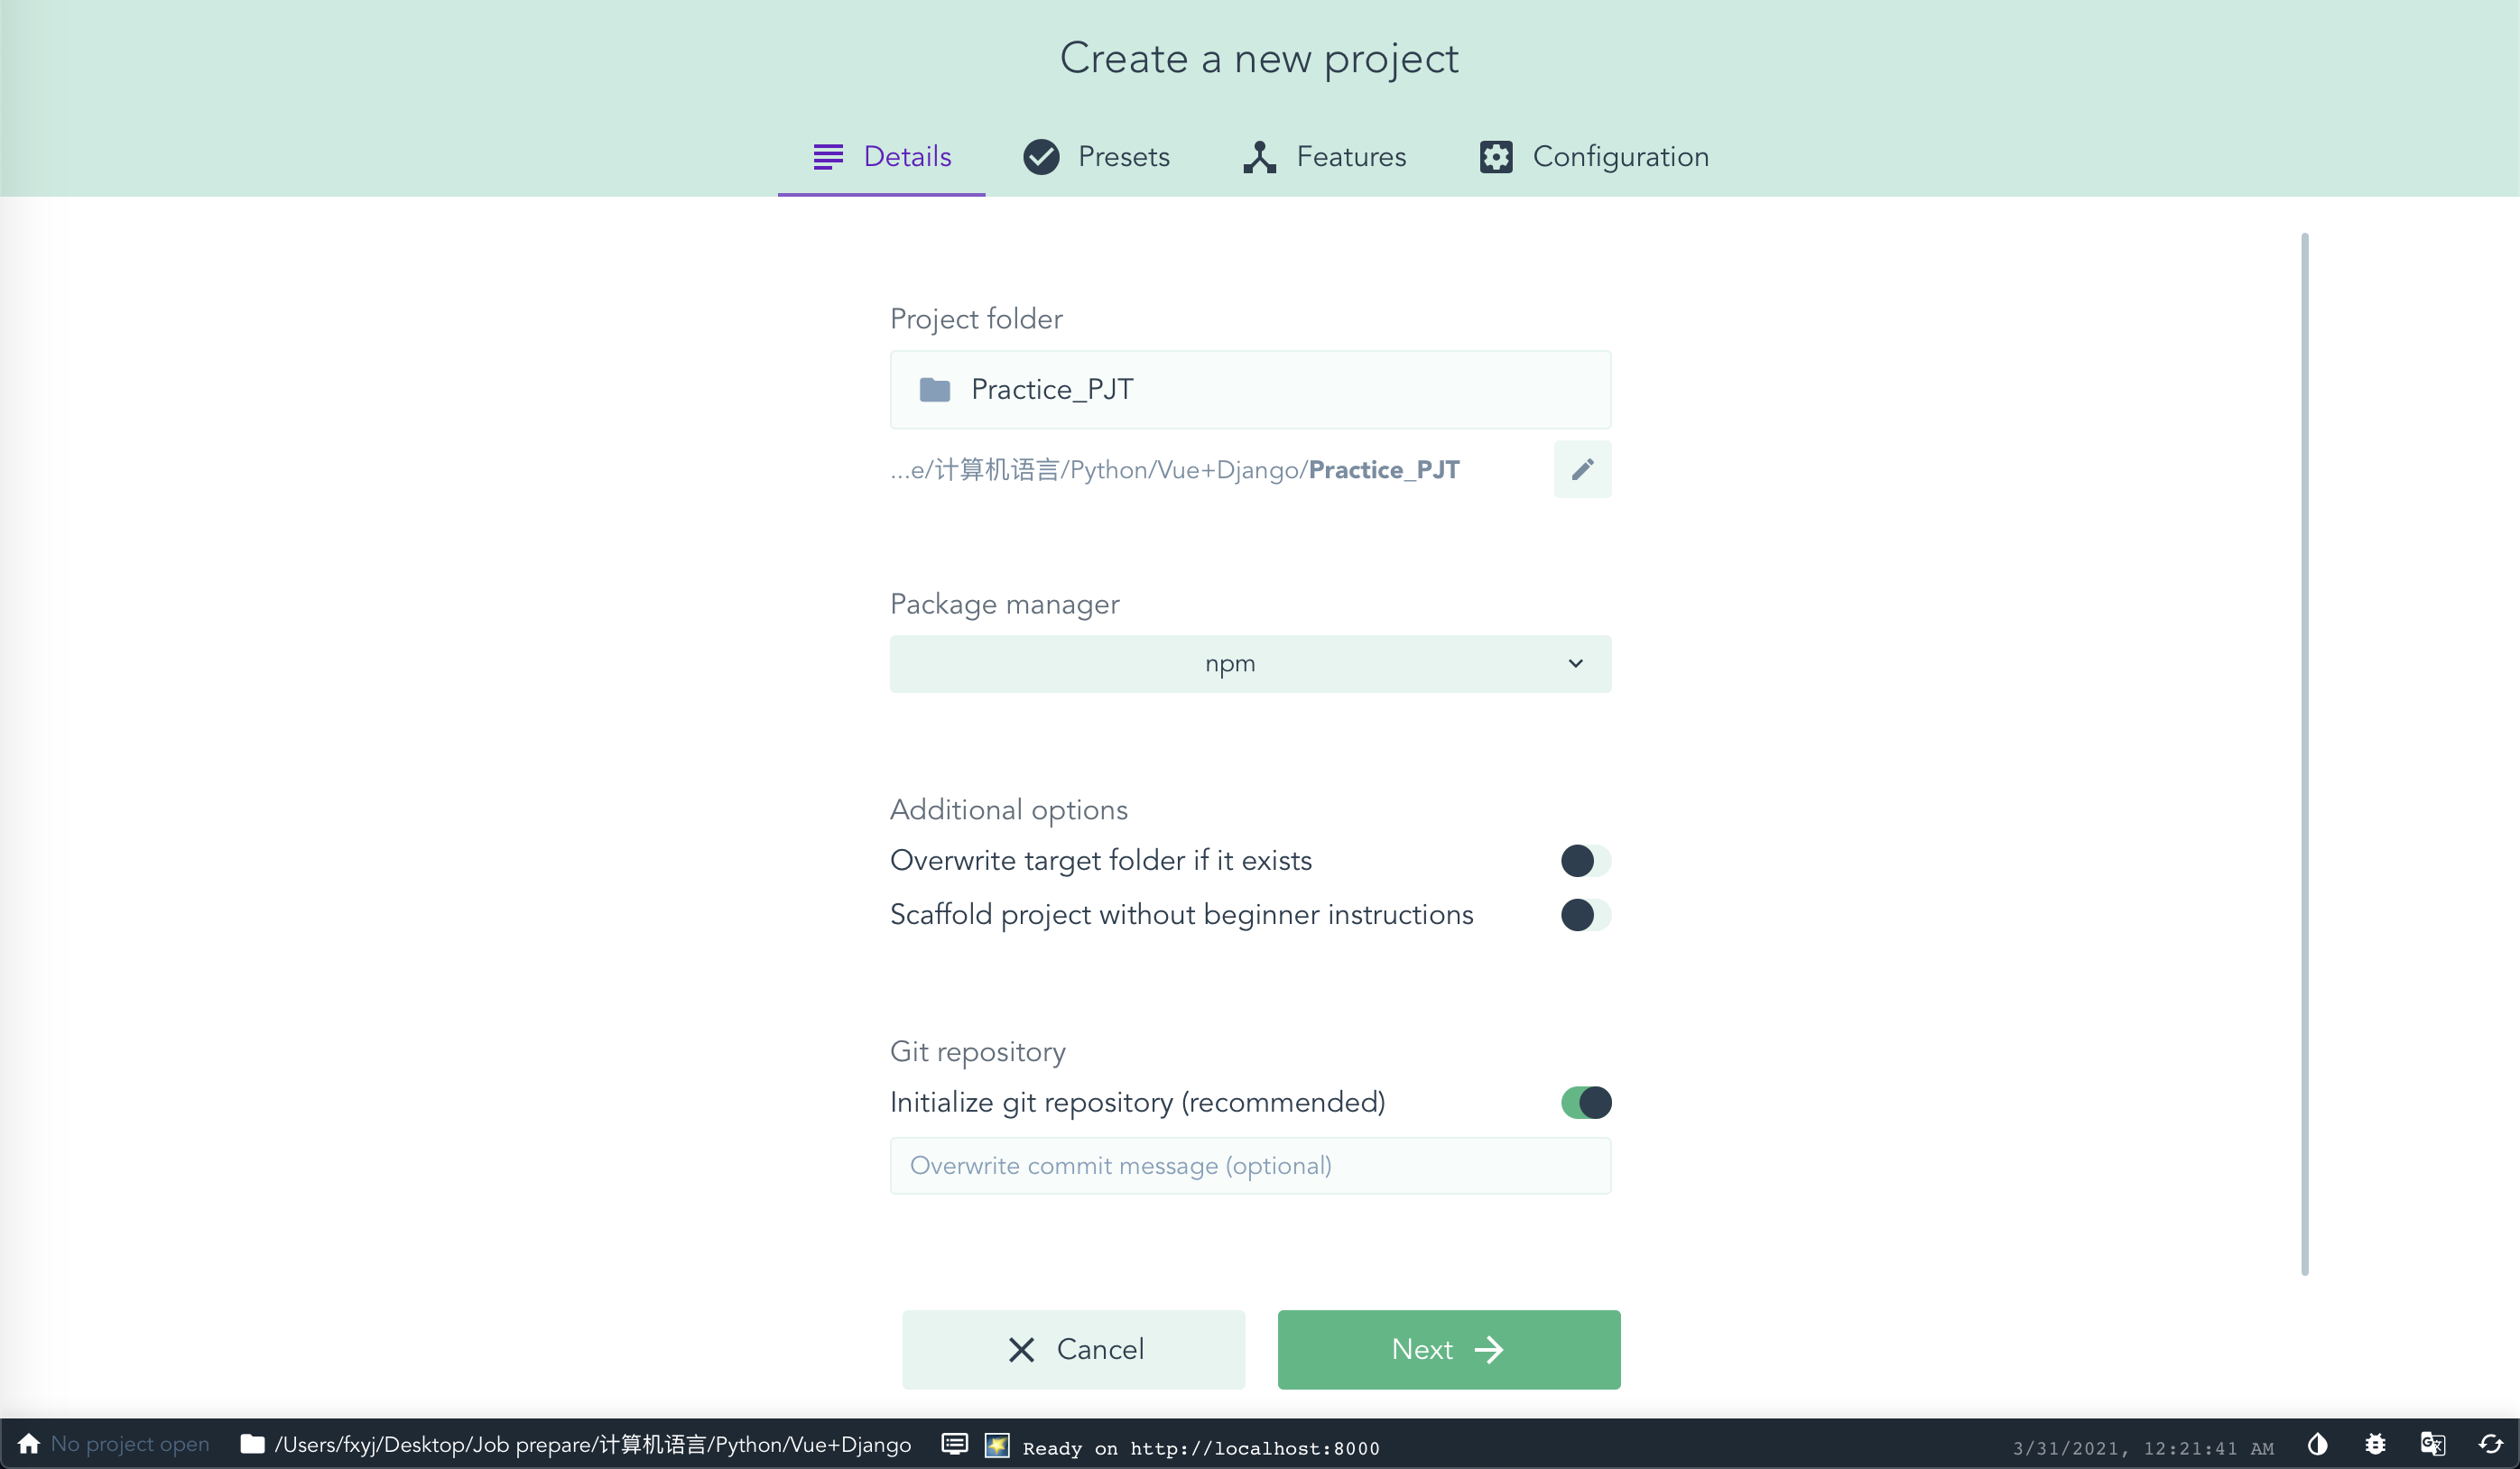 Create a new project
Details
Presets
Features
Configuration
Project folder
Practice_PJT
...e/计算机语言/Python/Vue+Django/Practice_PJT
Package manager
npm
Additional options
Overwrite target folder if it exists
Scaffold project without beginner instructions
Git repository
Initialize git repository (recommended)
Overwrite commit message (optional)
Cancel
Next
No project open
/Users/fxyj/Desktop/Job prepare/计算机语言/Python/Vue+Django
Ready on http://localhost:8000
3/31/2021, 12:21:41 AM